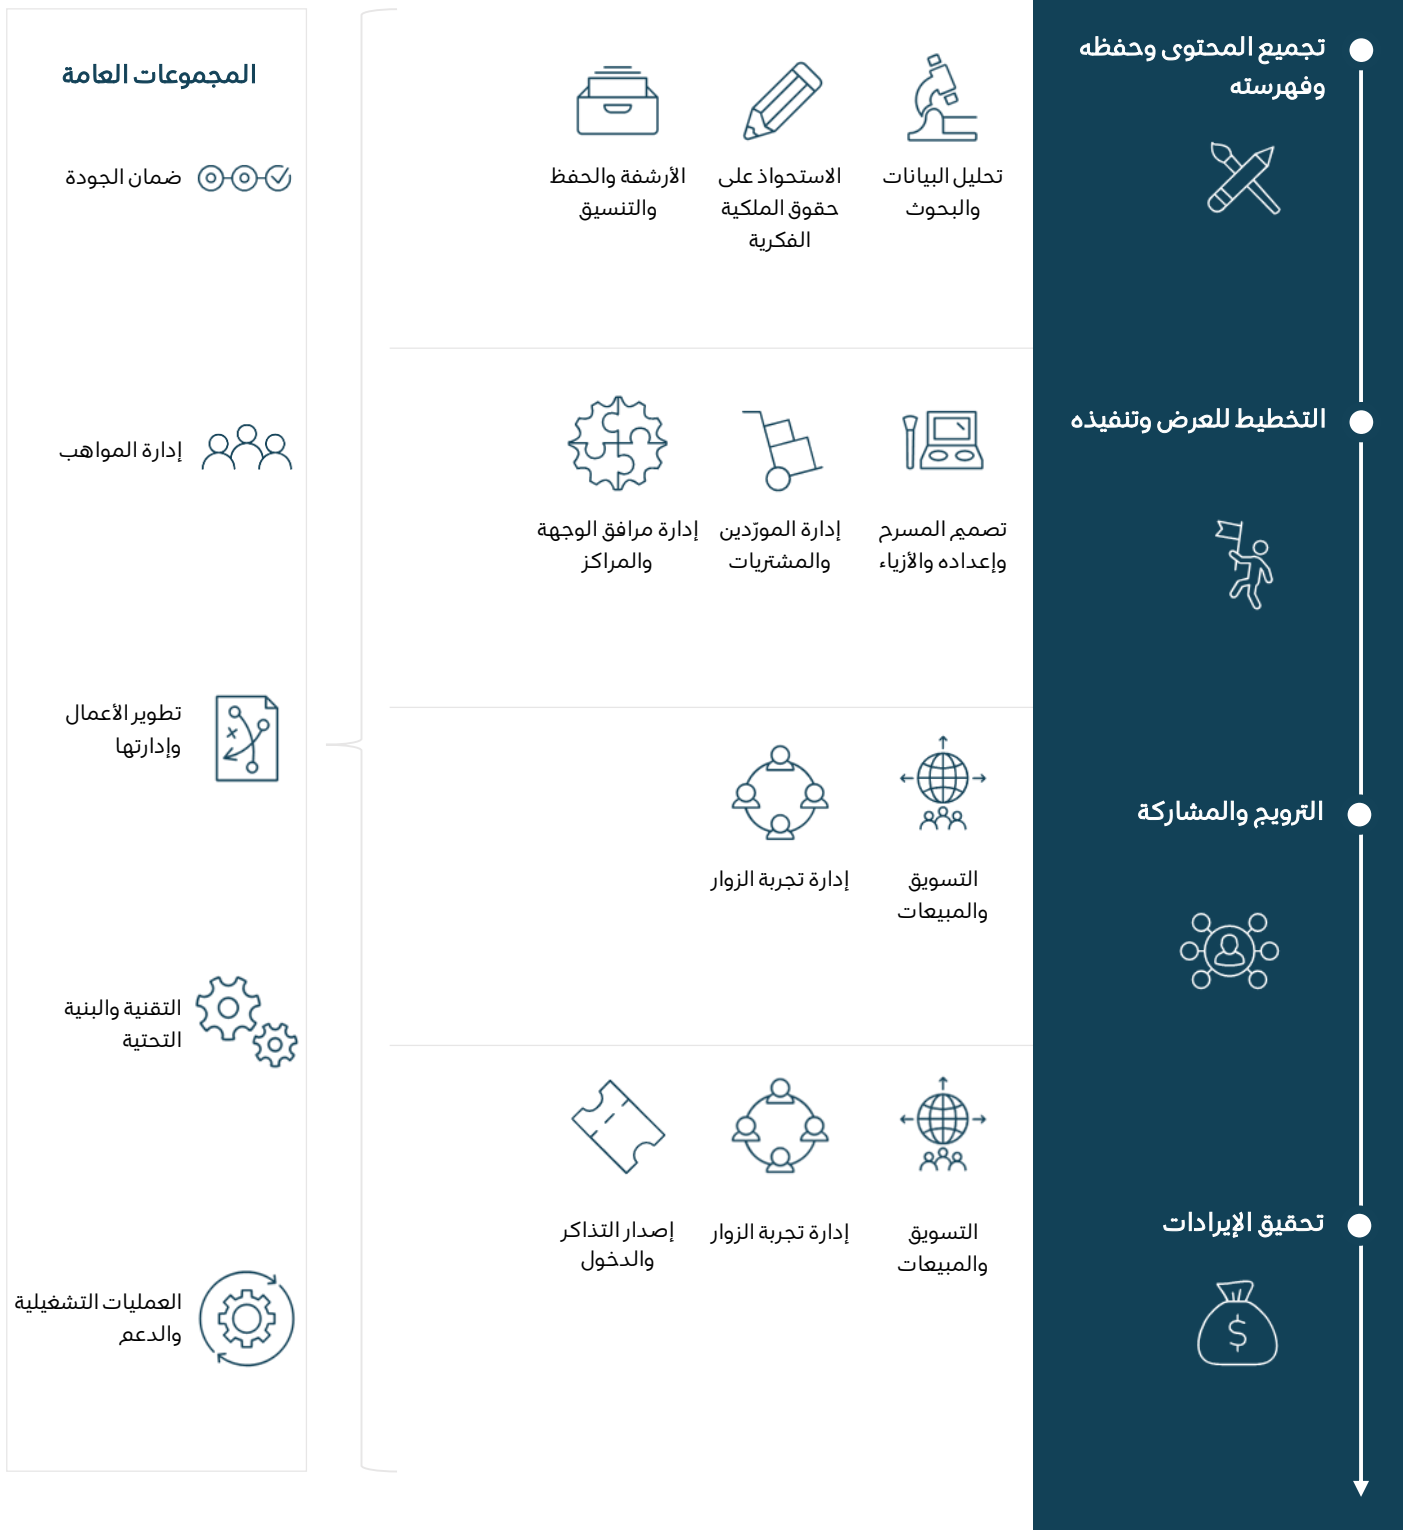 تجميع المحتوى وحفظه
وفهرسته
تحليل البيانات
والبحوث
الاستحواذ على
حقوق الملكية
الفكرية
الأرشفة والحفظ
والتنسيق
التخطيط للعرض وتنفيذه
تصميم المسرح
وإعداده والأزياء
إدارة المورّدين
والمشتريات
إدارة مرافق الوجهة
والمراكز
الترويج والمشاركة
التسويق
والمبيعات
إدارة تجربة الزوار
تحقيق الإيرادات
التسويق
والمبيعات
إدارة تجربة الزوار
إصدار التذاكر
والدخول
$
المجموعات العامة
ضمان الجودة
إدارة المواهب
تطوير الأعمال
وإدارتها
التقنية والبنية
التحتية
العمليات التشغيلية
والدعم